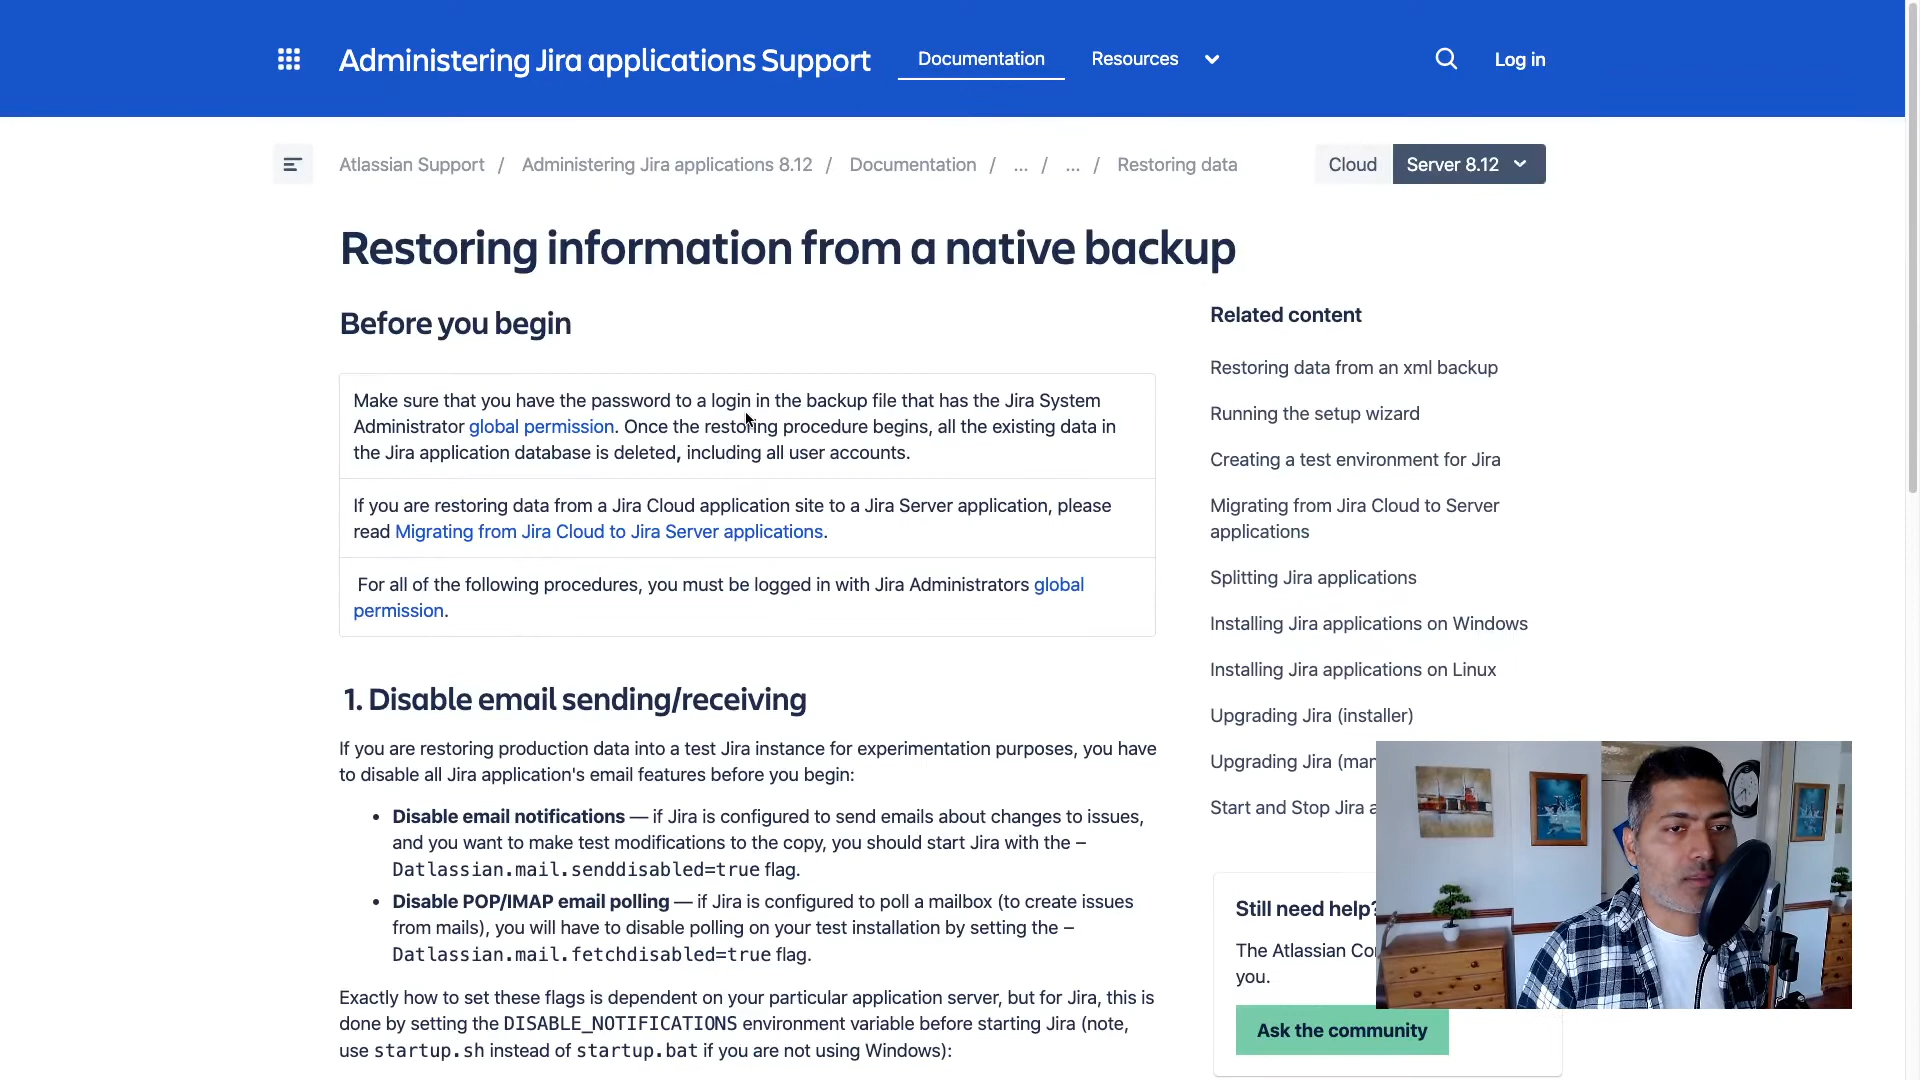 Administering Jira applications Support
Documentation
Resources
Log in
Atlassian Support / Administering Jira applications 8.12 / Documentation / ... / ... / Restoring data
Cloud
Server 8.12
Restoring information from a native backup
Before you begin
Make sure that you have the password to a login in the backup file that has the Jira System
Administrator global permission. Once the restoring procedure begins, all the existing data in
the Jira application database is deleted, including all user accounts.
If you are restoring data from a Jira Cloud application site to a Jira Server application, please
read Migrating from Jira Cloud to Jira Server applications.
For all of the following procedures, you must be logged in with Jira Administrators global
permission.
1. Disable email sending/receiving
If you are restoring production data into a test Jira instance for experimentation purposes, you have
to disable all Jira application's email features before you begin:
• Disable email notifications — if Jira is configured to send emails about changes to issues,
and you want to make test modifications to the copy, you should start Jira with the –
Datlassian.mail.senddisabled=true flag.
• Disable POP/IMAP email polling — if Jira is configured to poll a mailbox (to create issues
from mails), you will have to disable polling on your test installation by setting the –
Datlassian.mail.fetchdisabled=true flag.
Exactly how to set these flags is dependent on your particular application server, but for Jira, this is
done by setting the DISABLE_NOTIFICATIONS environment variable before starting Jira (note,
use startup.sh instead of startup.bat if you are not using Windows):
Related content
Restoring data from an xml backup
Running the setup wizard
Creating a test environment for Jira
Migrating from Jira Cloud to Server
applications
Splitting Jira applications
Installing Jira applications on Windows
Installing Jira applications on Linux
Upgrading Jira (installer)
Upgrading Jira
Start and Stop Jira
Still need help?
The Atlassian
you.
Ask the community